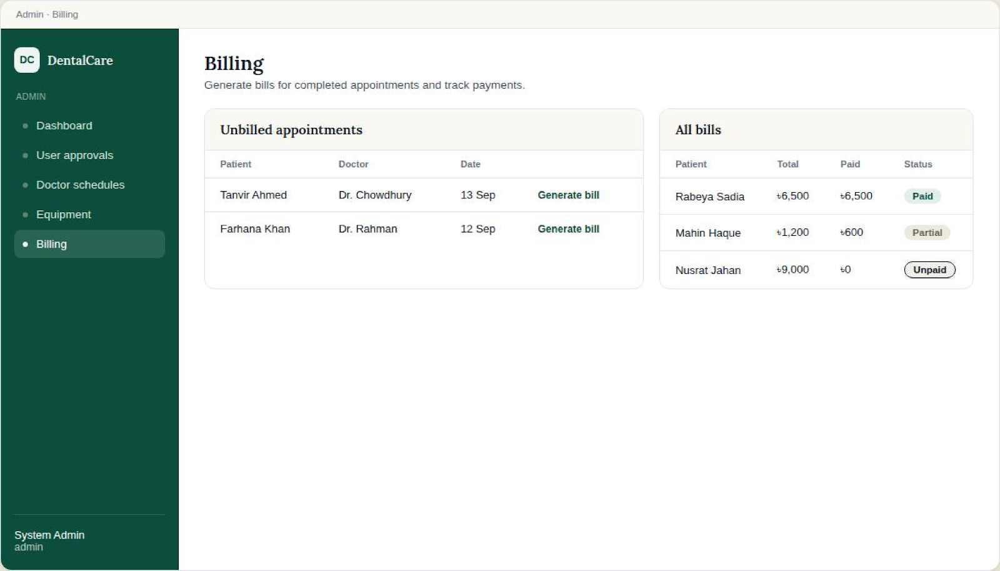 Admin · Billing
DC DentalCare
ADMIN
Dashboard
User approvals
Doctor schedules
Equipment
Billing
System Admin
admin
Billing
Generate bills for completed appointments and track payments.
Unbilled appointments
Patient Doctor Date
Tanvir Ahmed Dr. Chowdhury 13 Sep Generate bill
Farhana Khan Dr. Rahman 12 Sep Generate bill
All bills
Patient Total Paid Status
Rabeya Sadia ৳6,500 ৳6,500 Paid
Mahin Haque ৳1,200 ৳600 Partial
Nusrat Jahan ৳9,000 ৳0 Unpaid